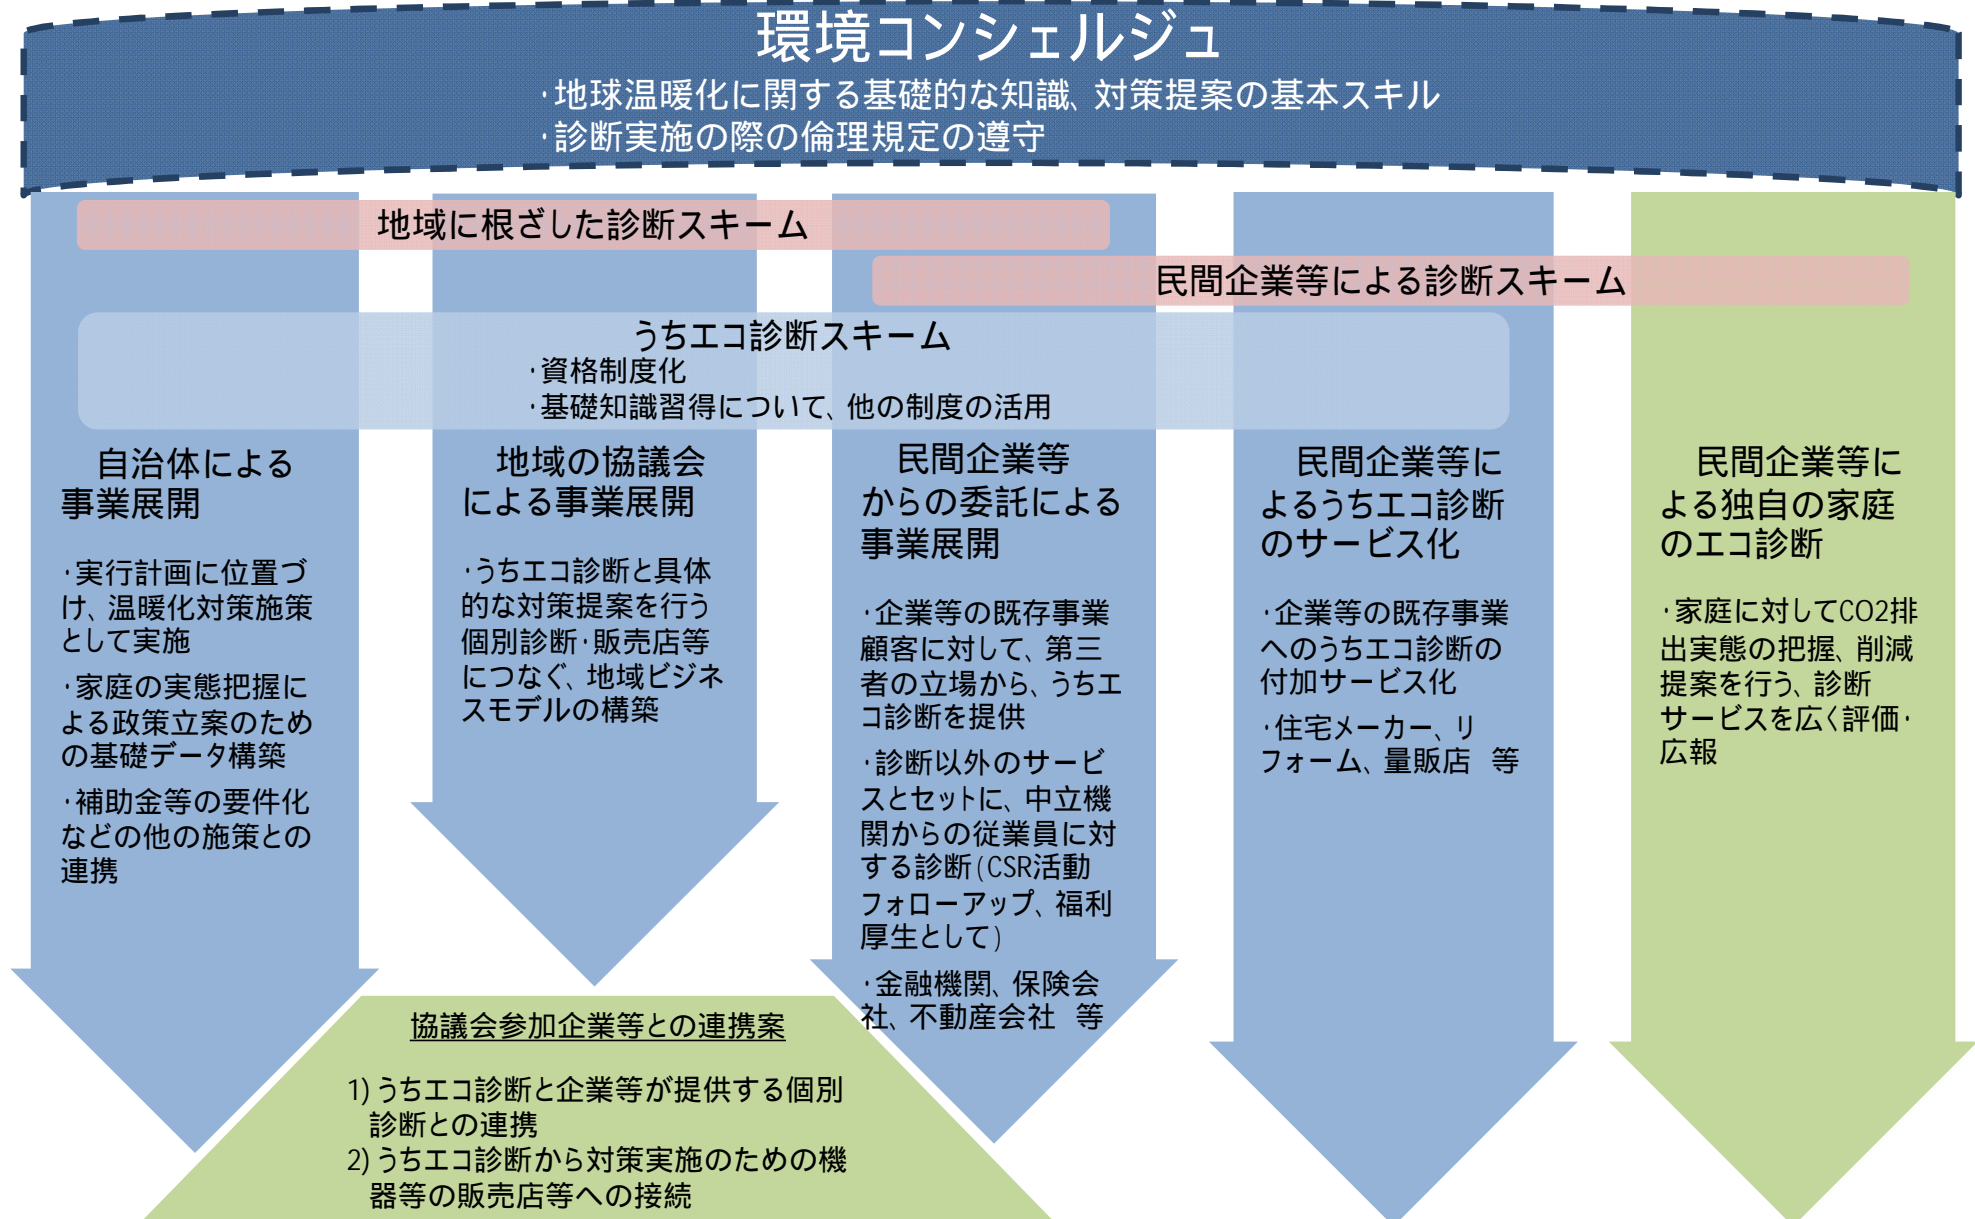 環境コンシェルジュ
・地球温暖化に関する基礎的な知識、対策提案の基本スキル
・診断実施の際の倫理規定の遵守
地域に根ざした診断スキーム
民間企業等による診断スキーム
うちエコ診断スキーム
・資格制度化
・基礎知識習得について、他の制度の活用
自治体による
事業展開
・実行計画に位置づ
け、温暖化対策施策
として実施
・家庭の実態把握に
よる政策立案のため
の基礎データ構築
・補助金等の要件化
などの他の施策との
連携
地域の協議会
による事業展開
・うちエコ診断と具体
的な対策提案を行う
個別診断・販売店等
につなぐ、地域ビジネ
スモデルの構築
民間企業等
からの委託による
事業展開
・企業等の既存事業
顧客に対して、第三
者の立場から、うちエ
コ診断を提供
・診断以外のサービ
スとセットに、中立機
関からの従業員に対
する診断(CSR活動
フォローアップ、福利
厚生として)
・金融機関、保険会
社、不動産会社 等
民間企業等に
よるうちエコ診断
のサービス化
・企業等の既存事業
へのうちエコ診断の
付加サービス化
・住宅メーカー、リ
フォーム、量販店 等
民間企業等に
よる独自の家庭
のエコ診断
・家庭に対してCO2排
出実態の把握、削減
提案を行う、診断
サービスを広く評価・
広報
協議会参加企業等との連携案
1)うちエコ診断と企業等が提供する個別
診断との連携
2)うちエコ診断から対策実施のための機
器等の販売店等への接続